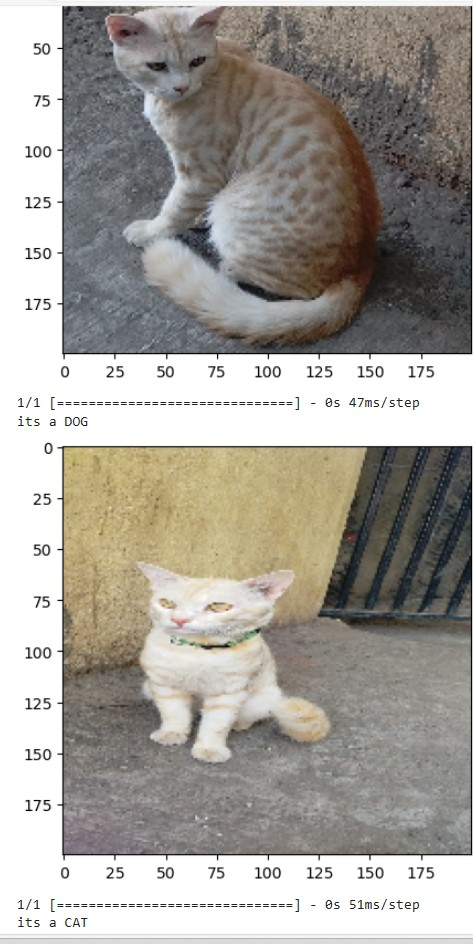 50
75
100
125
150
175
0 25 50 75 100 125 150 175
1/1 [==============================] - 0s 47ms/step
its a DOG
0
25
50
75
100
125
150
175
0 25 50 75 100 125 150 175
1/1 [==============================] - 0s 51ms/step
its a CAT